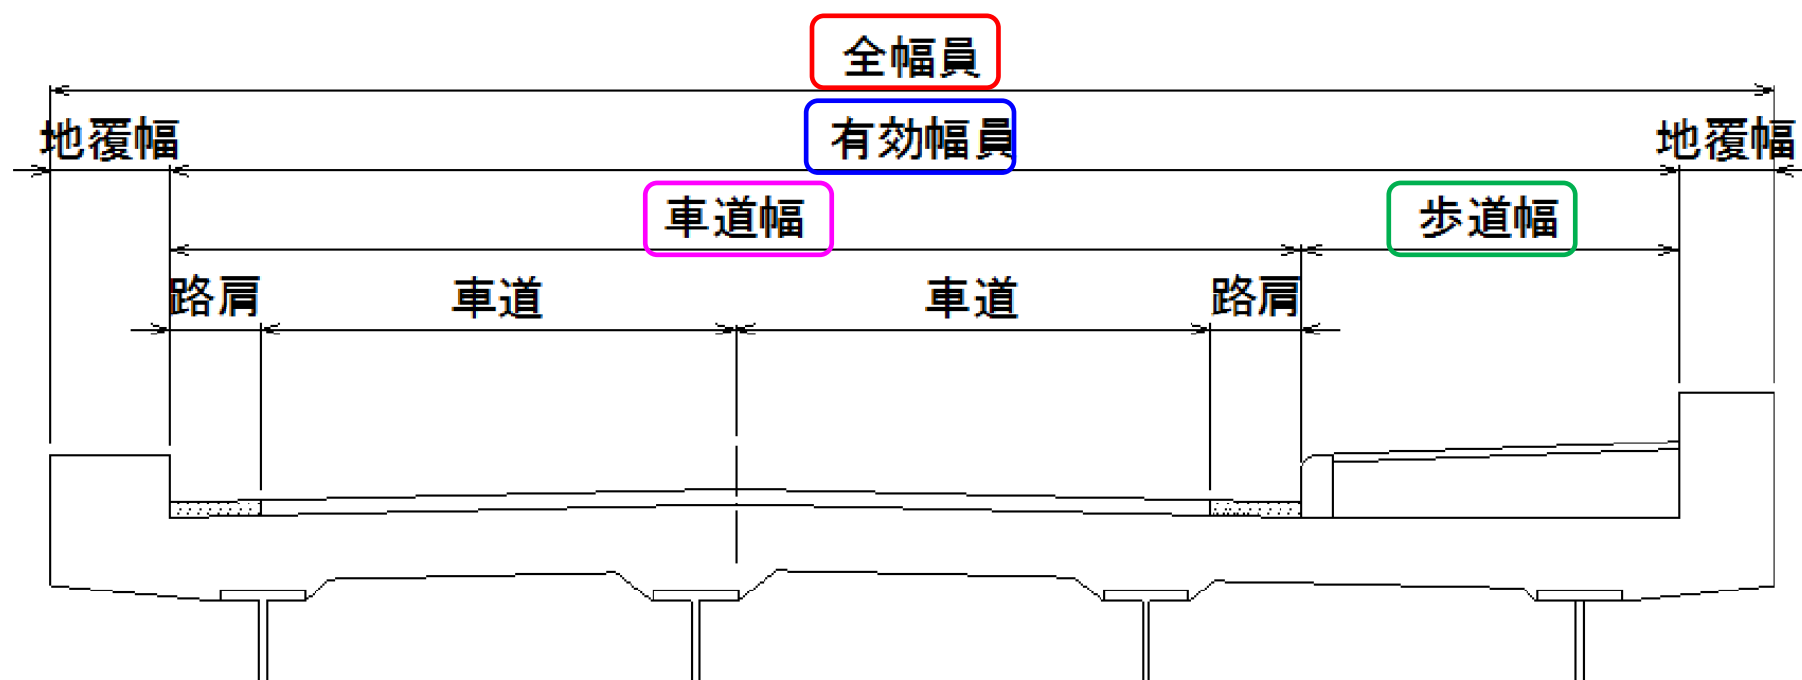 全幅員
地覆幅 有効幅員 地覆幅
車道幅 歩道幅
路肩 車道 車道 路肩